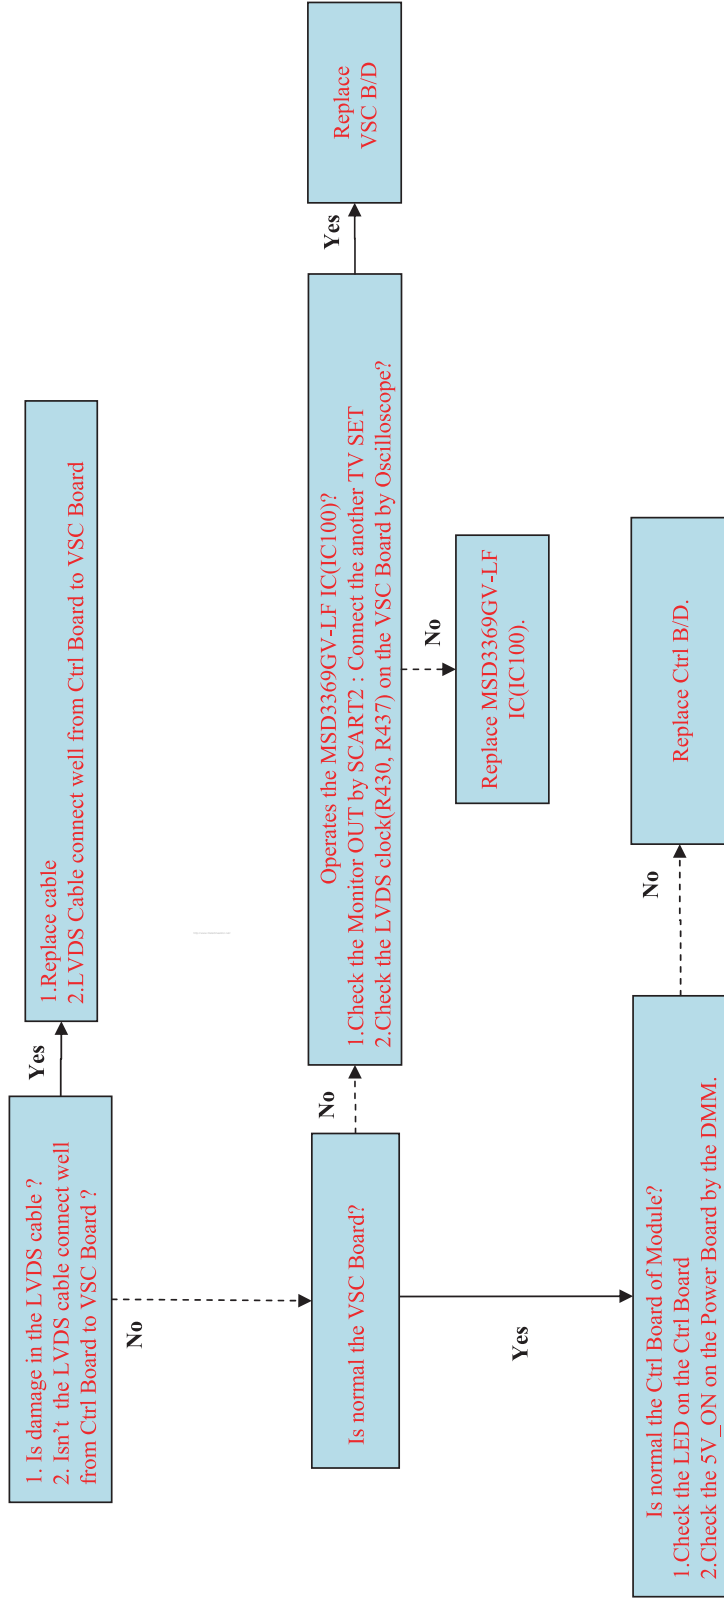 1. Is damage in the LVDS cable ?
2. Isn't the LVDS cable connect well
from Ctrl Board to VSC Board ?
Yes
1.Replace cable
2.LVDS Cable connect well from Ctrl Board to VSC Board
No
Is normal the VSC Board?
No
Operates the MSD3369GV-LF IC(IC100)?
1.Check the Monitor OUT by SCART2 : Connect the another TV SET
2.Check the LVDS clock(R430, R437) on the VSC Board by Oscilloscope?
Yes
Replace
VSC B/D
No
Replace MSD3369GV-LF
IC(IC100).
Yes
Is normal the Ctrl Board of Module?
1.Check the LED on the Ctrl Board
2.Check the 5V_ON on the Power Board by the DMM.
No
Replace Ctrl B/D.